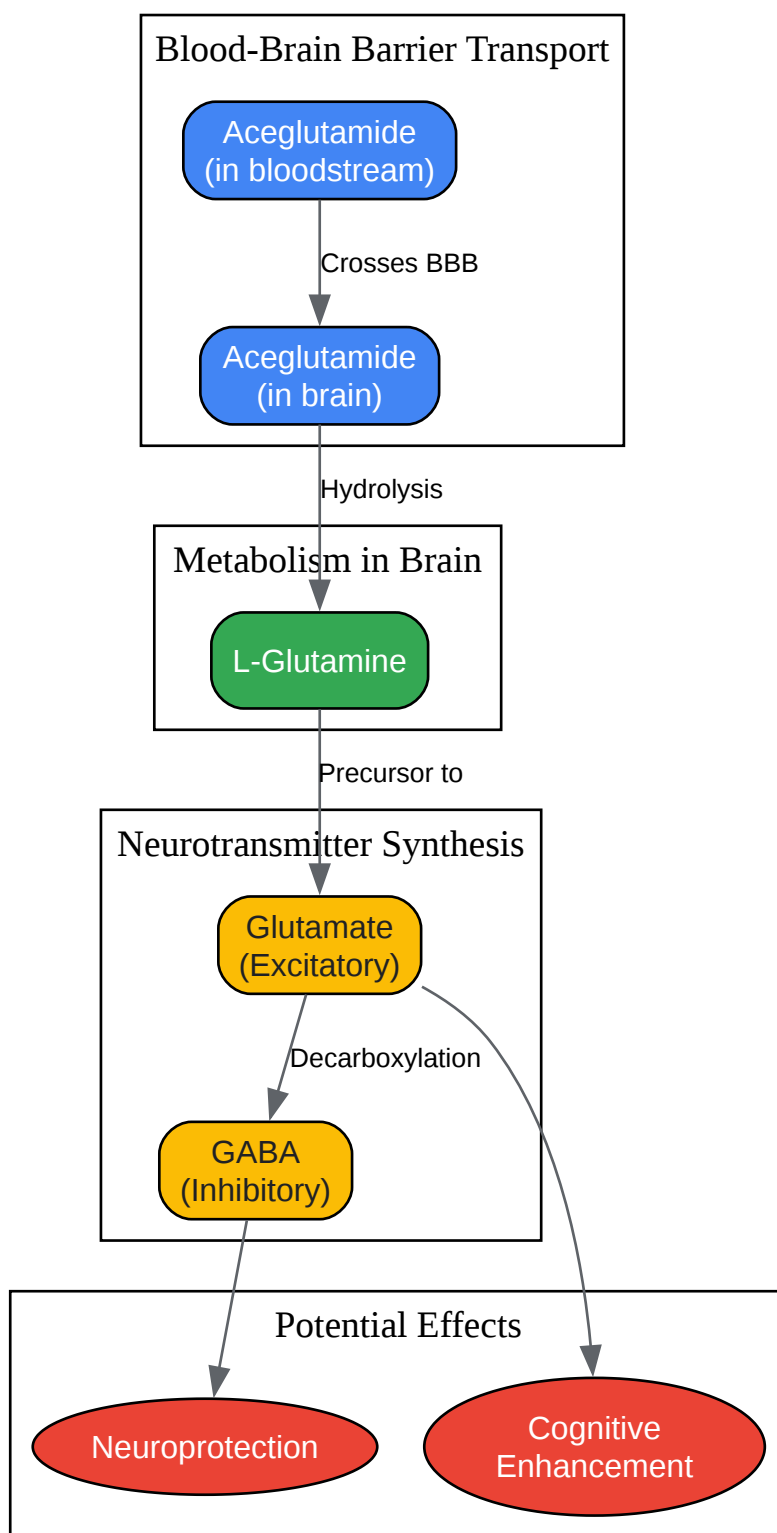 Blood-Brain Barrier Transport
Aceglutamide
(in bloodstream)
Crosses BBB
Aceglutamide
(in brain)
Hydrolysis
Metabolism in Brain
L-Glutamine
Precursor to
Neurotransmitter Synthesis
Glutamate
(Excitatory)
Decarboxylation
GABA
(Inhibitory)
Potential Effects
Neuroprotection
Cognitive
Enhancement